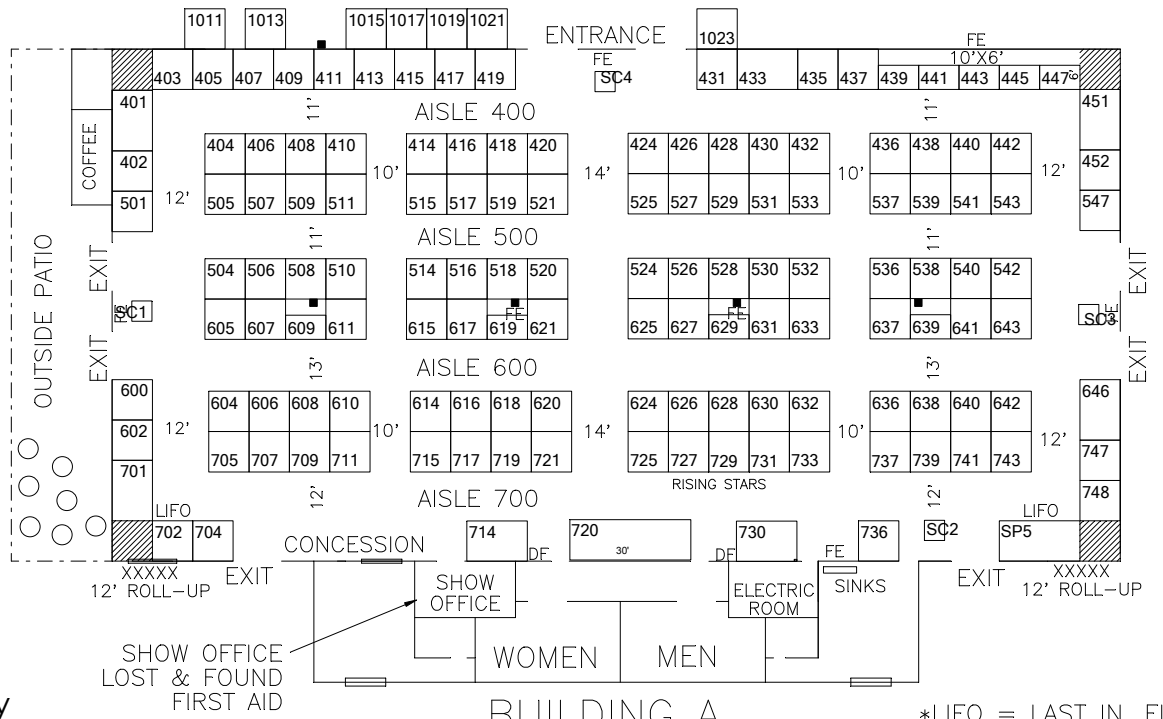 1011 1013 1015 1017 1019 1021 1023
ENTRANCE
FE
FE
10'X6'
403 405 407 409 411 413 415 417 419
SC4
431 433 435 437 439 441 443 445 447
6'
401
11'
AISLE 400
11'
451
COFFEE
402
404 406 408 410 414 416 418 420 424 426 428 430 432 436 438 440 442
452
12' 10' 14' 10' 12'
501
505 507 509 511 515 517 519 521 525 527 529 531 533 537 539 541 543
547
11'
AISLE 500
11'
OUTSIDE PATIO
EXIT
EXIT
504 506 508 510 514 516 518 520 524 526 528 530 532 536 538 540 542
FE
SC1
FE
FE
SC3
FE
605 607 609 611 615 617 619 621 625 627 629 631 633 637 639 641 643
EXIT
EXIT
13'
AISLE 600
13'
600
604 606 608 610 614 616 618 620 624 626 628 630 632 636 638 640 642
646
602
12' 10' 14' 10' 12'
701
705 707 709 711 715 717 719 721 725 727 729 731 733 737 739 741 743
747
RISING STARS
748
12'
AISLE 700
12'
LIFO
LIFO
702 704 714 720 730 736 SC2 SP5
30'
CONCESSION
DF
DF
FE
XXXXX
12' ROLL-UP
EXIT
SHOW
OFFICE
ELECTRIC
ROOM
SINKS
EXIT
XXXXX
12' ROLL-UP
SHOW OFFICE
LOST & FOUND
FIRST AID
WOMEN
MEN
y
BUILDING A
*LIFO = LAST IN, FI